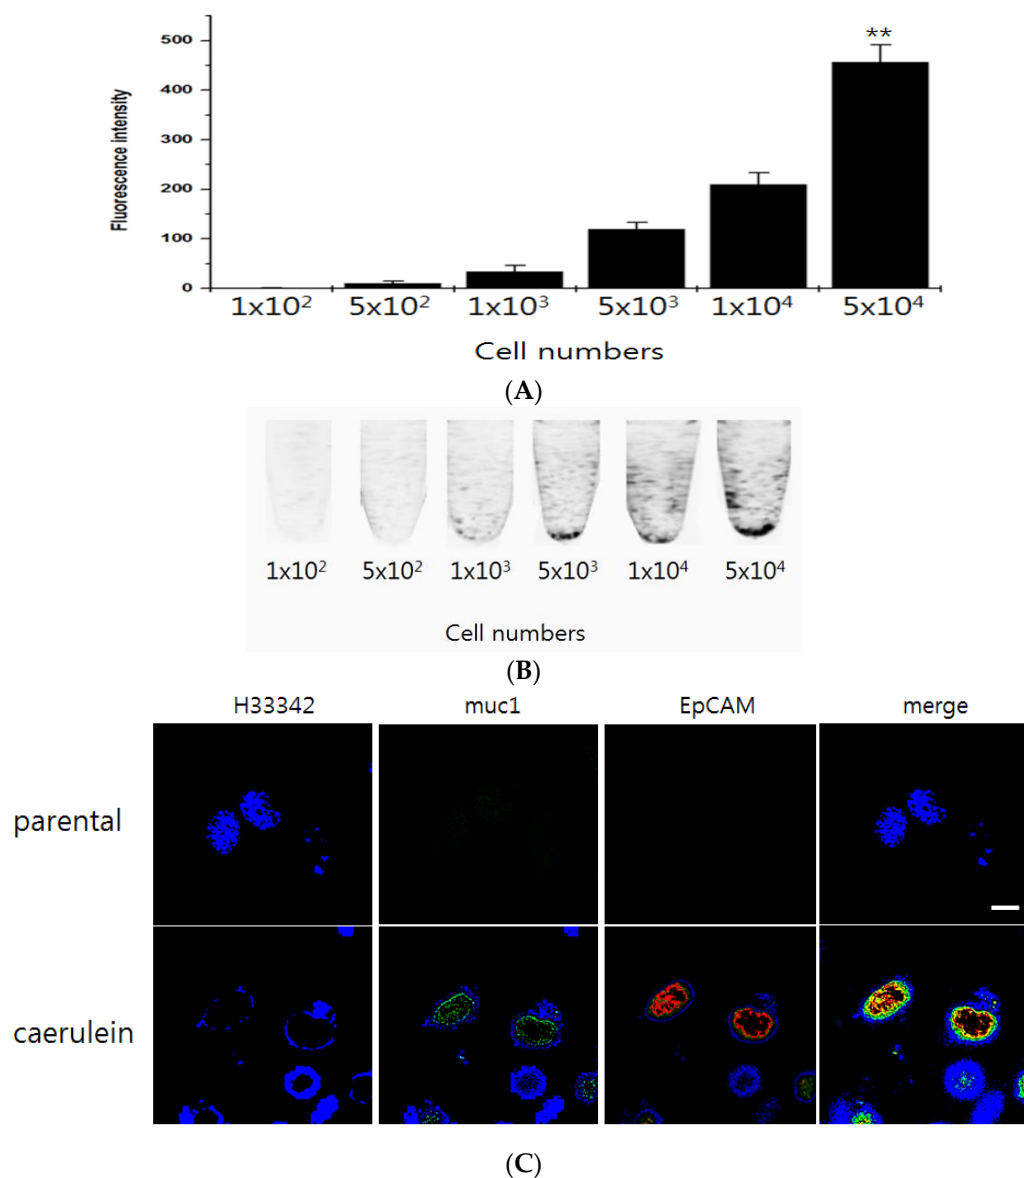 **
500
400
300
200
100
0
Fluorescence intensity
1x10² 5x10² 1x10³ 5x10³ 1x10⁴ 5x10⁴
Cell numbers
(A)
1x10² 5x10² 1x10³ 5x10³ 1x10⁴ 5x10⁴
Cell numbers
(B)
H33342 muc1 EpCAM merge
parental
caerulein
(C)